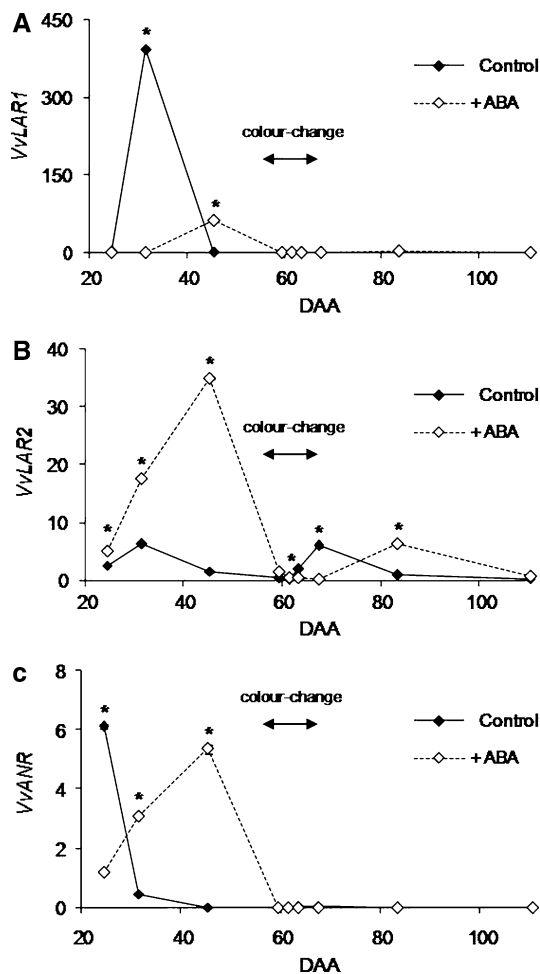 A
450
300
150
0
VvLAR1
*
*
Control
+ABA
colour-change
20
40
60
80
100
DAA
B
40
30
20
10
0
VvLAR2
*
*
*
*
*
*
Control
+ABA
colour-change
20
40
60
80
100
DAA
c
8
6
4
2
0
VvANR
*
*
*
Control
+ABA
colour-change
20
40
60
80
100
DAA